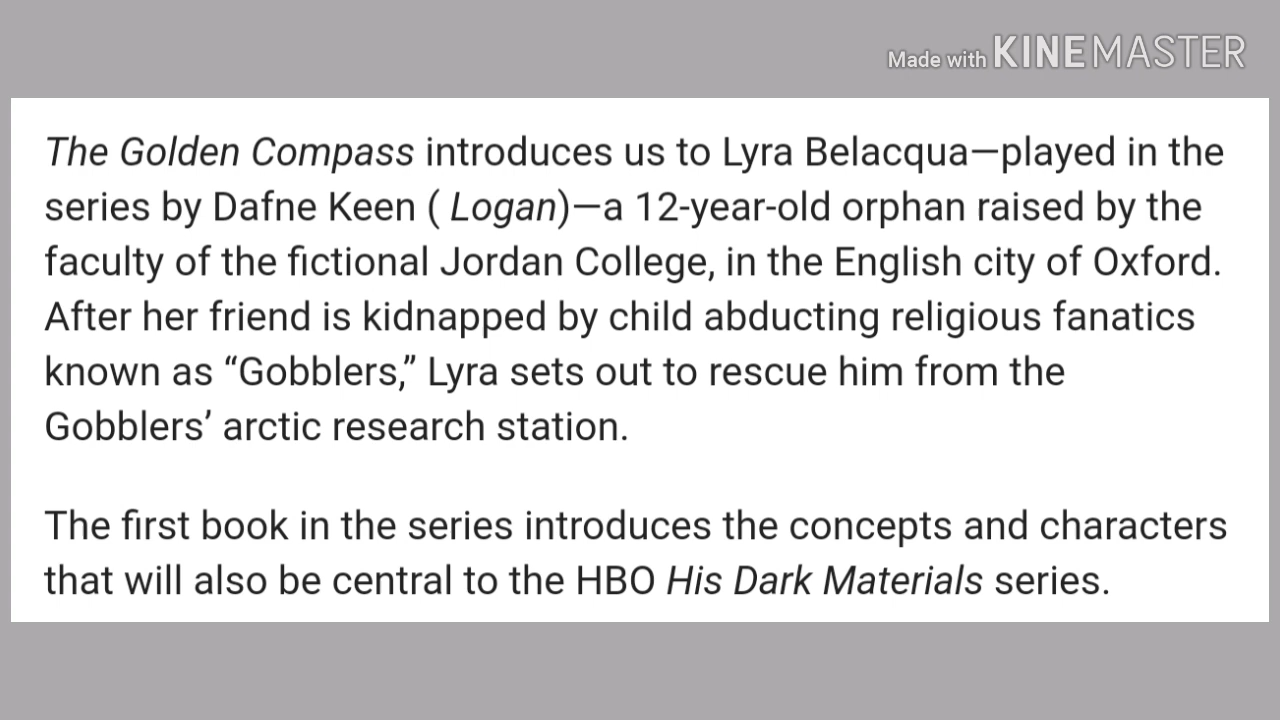 Made with KINEMASTER
The Golden Compass introduces us to Lyra Belacqua—played in the
series by Dafne Keen ( Logan)—a 12-year-old orphan raised by the
faculty of the fictional Jordan College, in the English city of Oxford.
After her friend is kidnapped by child abducting religious fanatics
known as “Gobblers,” Lyra sets out to rescue him from the
Gobblers’ arctic research station.
The first book in the series introduces the concepts and characters
that will also be central to the HBO His Dark Materials series.